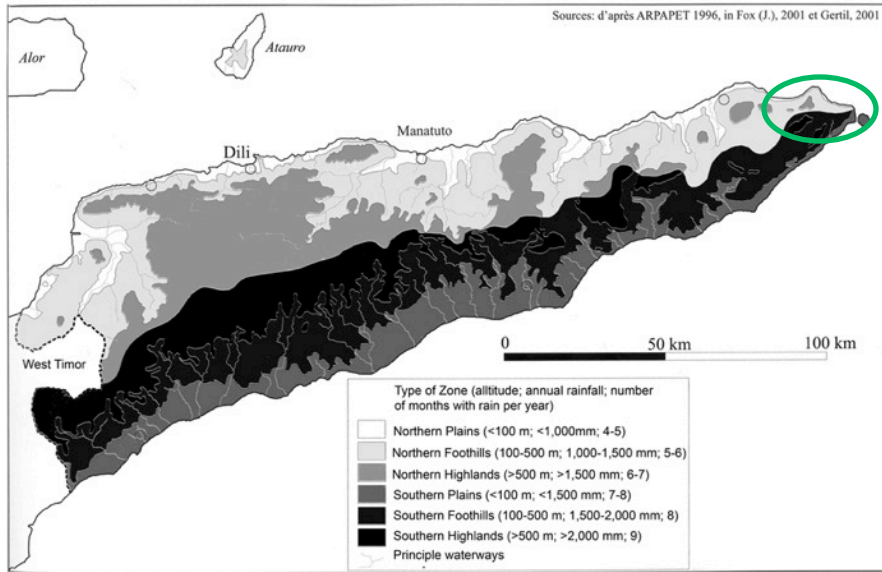 Sources: d'après ARPAPET 1996, in Fox (J.), 2001 et Gertil, 2001
Alor
Atauro
Manatuto
Dili
West Timor
0 50 km 100 km
Type of Zone (alltitude; annual rainfall; number
of months with rain per year)
Northern Plains (<100 m; <1,000mm; 4-5)
Northern Foothills (100-500 m; 1,000-1,500 mm; 5-6)
Northern Highlands (>500 m; >1,500 mm; 6-7)
Southern Plains (<100 m; <1,500 mm; 7-8)
Southern Foothills (100-500 m; 1,500-2,000 mm; 8)
Southern Highlands (>500 m; >2,000 mm; 9)
Principle waterways